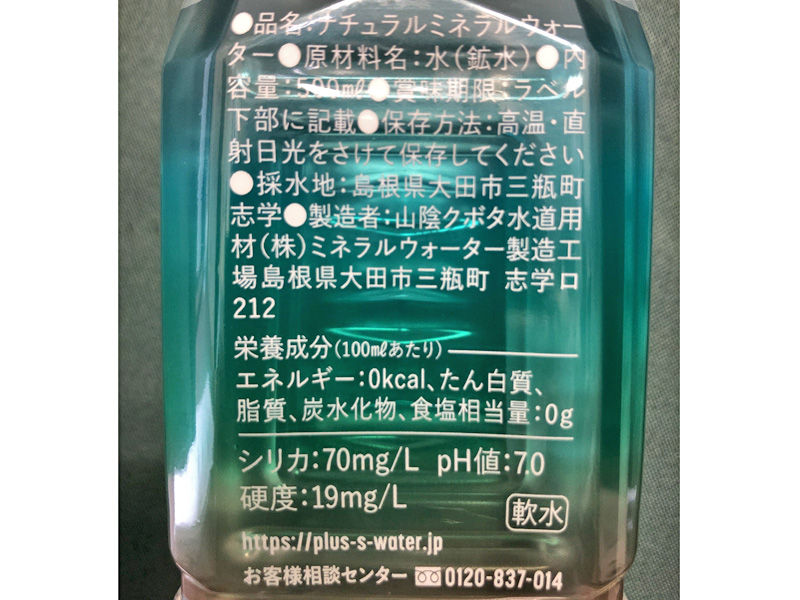 ●品名:ナチュラルミネラルウォー
ター●原材料名:水(鉱水)●内
容量:500mℓ●賞味期限:ラベル
下部に記載●保存方法:高温・直
射日光をさけて保存してください
●採水地:島根県大田市三瓶町
志学●製造者:山陰クボタ水道用
材(株)ミネラルウォーター製造工
場島根県大田市三瓶町 志学ロ
212
栄養成分(100mℓあたり)
エネルギー:0kcal、たん白質、
脂質、炭水化物、食塩相当量:0g
シリカ:70mg/L pH値:7.0
硬度:19mg/L
軟水
https://plus-s-water.jp
お客様相談センター 0120-837-014